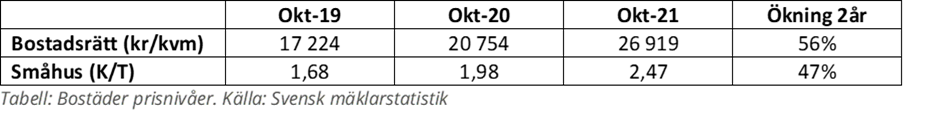 Okt-19 Okt-20 Okt-21 Ökning 2år
Bostadsrätt (kr/kvm) 17 224 20 754 26 919 56%
Småhus (K/T) 1,68 1,98 2,47 47%
Tabell: Bostäder prisnivåer. Källa: Svensk mäklarstatistik